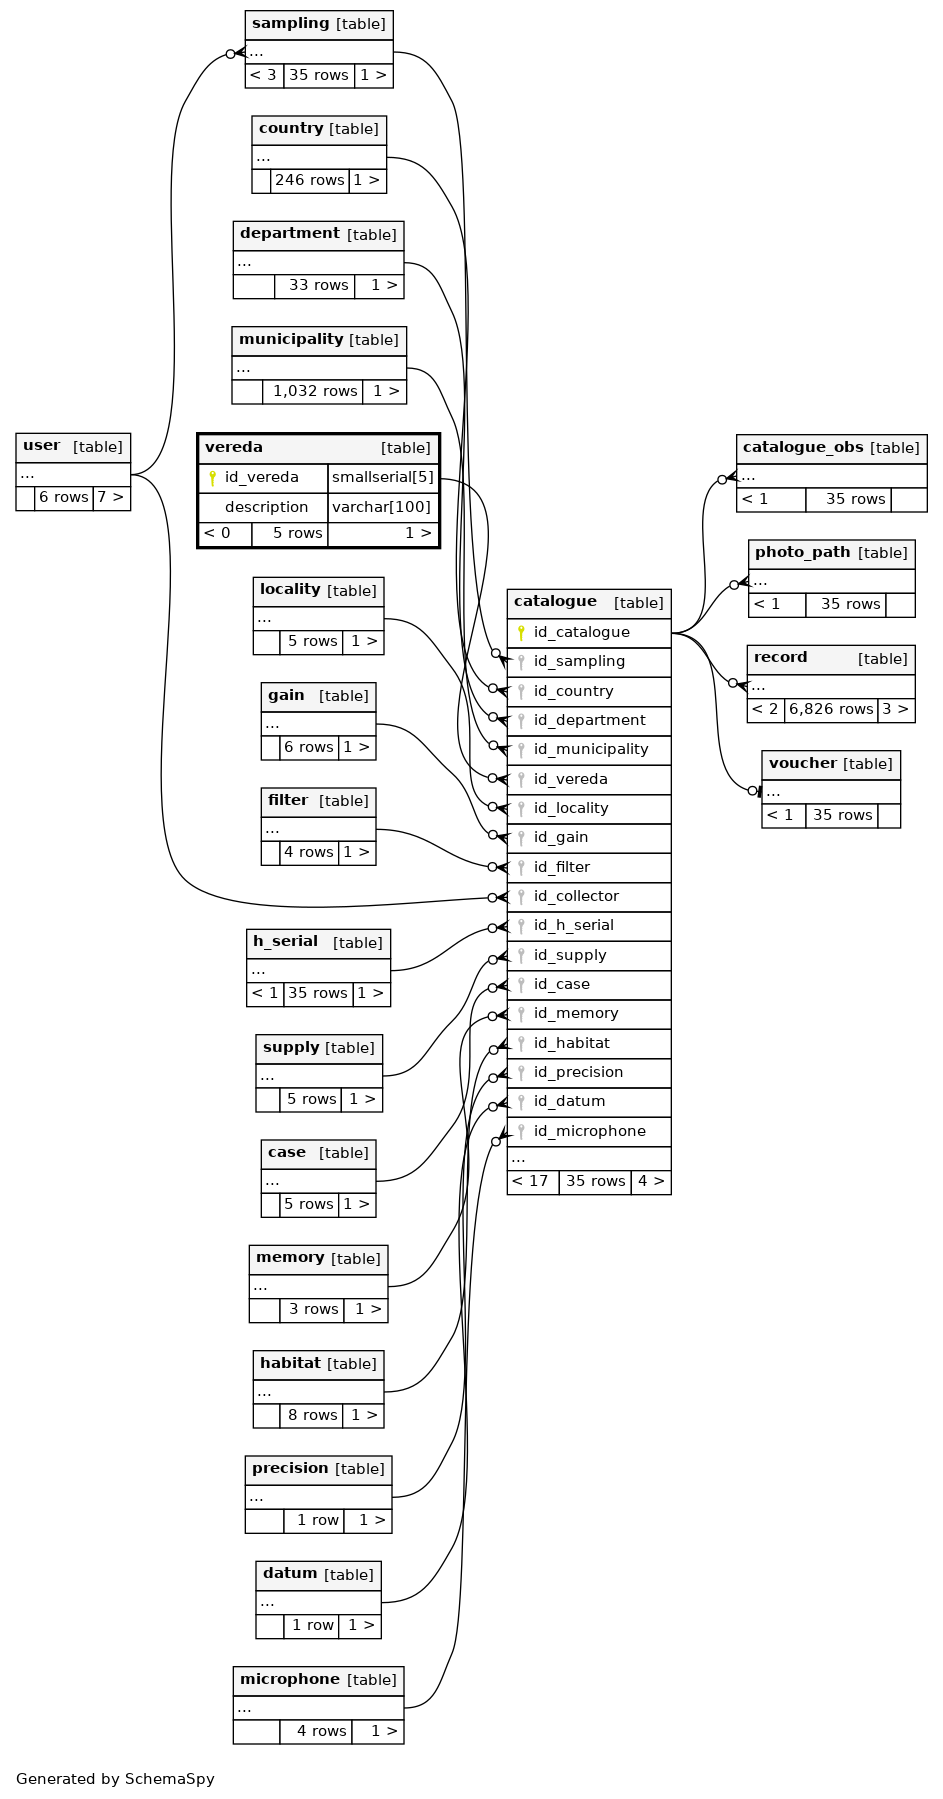 sampling [table]
...
< 3 35 rows 1 >
country [table]
...
246 rows 1 >
department [table]
...
33 rows 1 >
municipality [table]
...
1,032 rows 1 >
user [table]
...
6 rows 7 >
vereda [table]
id_vereda smallserial[5]
description varchar[100]
< 0 5 rows 1 >
locality [table]
...
5 rows 1 >
gain [table]
...
6 rows 1 >
filter [table]
...
4 rows 1 >
h_serial [table]
...
< 1 35 rows 1 >
supply [table]
...
5 rows 1 >
case [table]
...
5 rows 1 >
memory [table]
...
3 rows 1 >
habitat [table]
...
8 rows 1 >
precision [table]
...
1 row 1 >
datum [table]
...
1 row 1 >
microphone [table]
...
4 rows 1 >
catalogue [table]
id_catalogue
id_sampling
id_country
id_department
id_municipality
id_vereda
id_locality
id_gain
id_filter
id_collector
id_h_serial
id_supply
id_case
id_memory
id_habitat
id_precision
id_datum
id_microphone
...
< 17 35 rows 4 >
catalogue_obs [table]
...
< 1 35 rows
photo_path [table]
...
< 1 35 rows
record [table]
...
< 2 6,826 rows 3 >
voucher [table]
...
< 1 35 rows
Generated by SchemaSpy